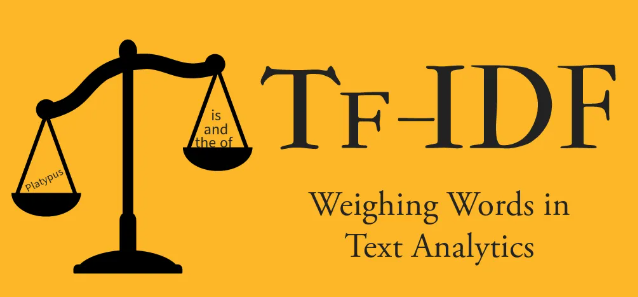 Platypus
is
and
the of
TF-IDF
Weighing Words in
Text Analytics